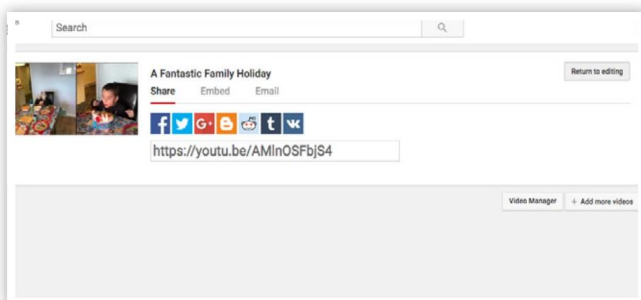 Search
A Fantastic Family Holiday
Return to editing
Share Embed Email
f G+ B t VK
https://youtu.be/AMlnOSFbjS4
Video Manager + Add more videos